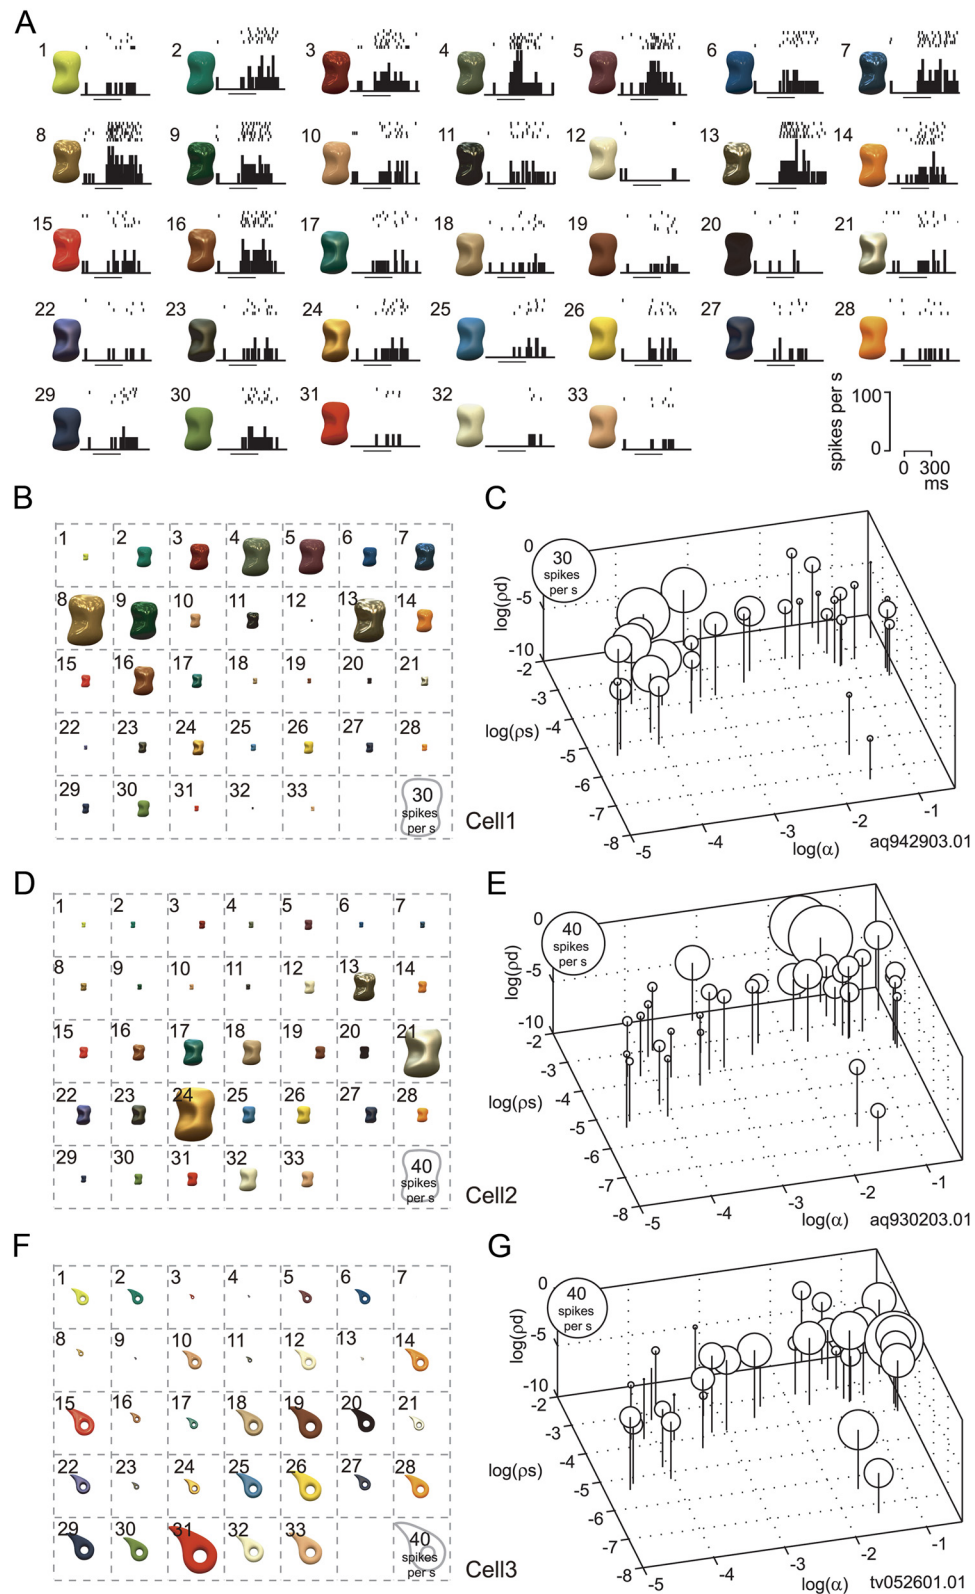 A
1 2 3 4 5 6 7
8 9 10 11 12 13 14
15 16 17 18 19 20 21
22 23 24 25 26 27 28
29 30 31 32 33
spikes per s
100
0
0 300
ms
B
1 2 3 4 5 6 7
8 9 10 11 12 13 14
15 16 17 18 19 20 21
22 23 24 25 26 27 28
29 30 31 32 33
30
spikes
per s
Cell1
C
30
spikes
per s
log(ρd)
0
-5
-10
-2
-3
log(ρs) -4
-5
-6
-7
-8
-5
-4
-3
-2
-1
log(α)
aq942903.01
D
1 2 3 4 5 6 7
8 9 10 11 12 13 14
15 16 17 18 19 20 21
22 23 24 25 26 27 28
29 30 31 32 33
40
spikes
per s
Cell2
E
40
spikes
per s
log(ρd)
0
-5
-10
-2
-3
log(ρs) -4
-5
-6
-7
-8
-5
-4
-3
-2
-1
log(α)
aq930203.01
F
1 2 3 4 5 6 7
8 9 10 11 12 13 14
15 16 17 18 19 20 21
22 23 24 25 26 27 28
29 30 31 32 33
40
spikes
per s
Cell3
G
40
spikes
per s
log(ρd)
0
-5
-10
-2
-3
log(ρs) -4
-5
-6
-7
-8
-5
-4
-3
-2
-1
log(α)
tv052601.01